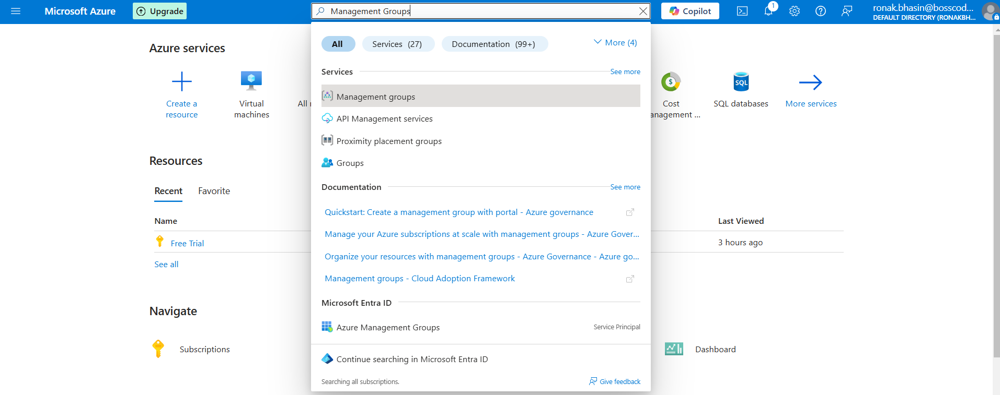 Microsoft Azure
Upgrade
Management Groups
Copilot
1
ronak.bhasin@bosscod...
DEFAULT DIRECTORY (RONAKBH...
All
Services (27)
Documentation (99+)
More (4)
Azure services
Create a
resource
Virtual
machines
All
Services
See more
Management groups
API Management services
Proximity placement groups
Groups
Documentation
See more
Quickstart: Create a management group with portal - Azure governance
Manage your Azure subscriptions at scale with management groups - Azure Gover...
Organize your resources with management groups - Azure Governance - Azure go...
Management groups - Cloud Adoption Framework
Microsoft Entra ID
Azure Management Groups
Service Principal
Continue searching in Microsoft Entra ID
Searching all subscriptions.
Give feedback
$
Cost
anagement ...
SQL
SQL databases
More services
Resources
Recent
Favorite
Name
Last Viewed
Free Trial
3 hours ago
See all
Navigate
Subscriptions
Dashboard